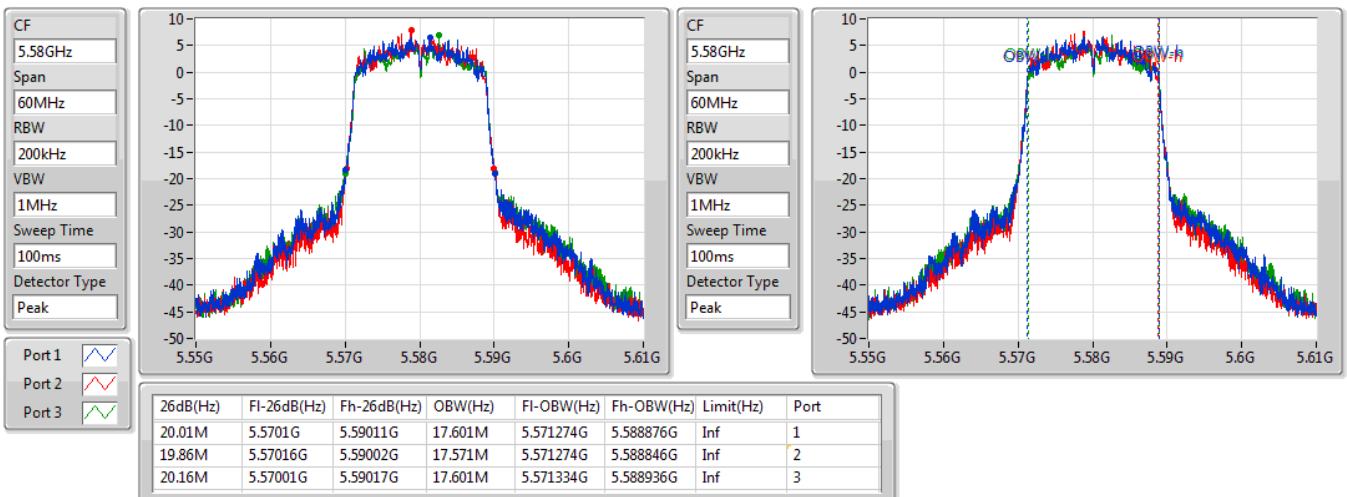 CF
5.58GHz
Span
60MHz
RBW
200kHz
VBW
1MHz
Sweep Time
100ms
Detector Type
Peak
10
5
0
-5
-10
-15
-20
-25
-30
-35
-40
-45
-50
5.55G 5.56G 5.57G 5.58G 5.59G 5.6G 5.61G
CF
5.58GHz
Span
60MHz
RBW
200kHz
VBW
1MHz
Sweep Time
100ms
Detector Type
Peak
10
5
0
-5
-10
-15
-20
-25
-30
-35
-40
-45
-50
OBW-h
5.55G 5.56G 5.57G 5.58G 5.59G 5.6G 5.61G
Port 1
Port 2
Port 3
26dB(Hz) Fl-26dB(Hz) Fh-26dB(Hz) OBW(Hz) Fl-OBW(Hz) Fh-OBW(Hz) Limit(Hz) Port
20.01M 5.5701G 5.59011G 17.601M 5.571274G 5.588876G Inf 1
19.86M 5.57016G 5.59002G 17.571M 5.571274G 5.588846G Inf 2
20.16M 5.57001G 5.59017G 17.601M 5.571334G 5.588936G Inf 3